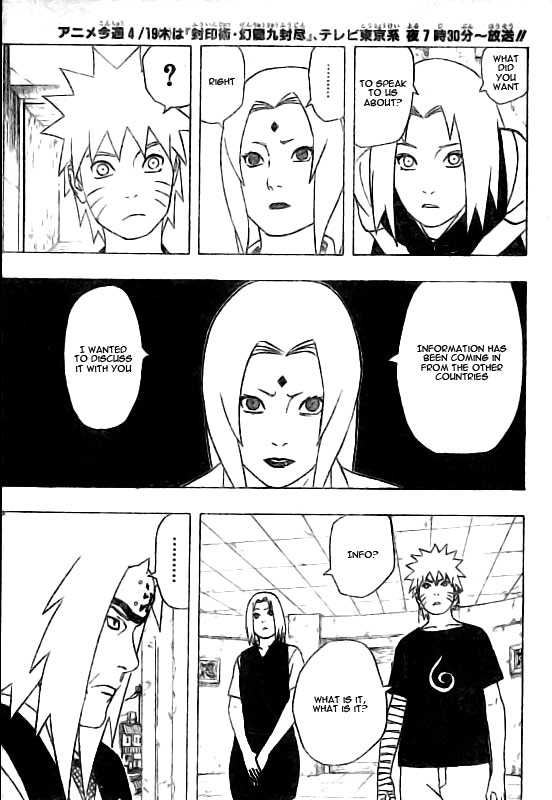 アニメ今週4/19木は『封印術・幻龍九封尽』、テレビ東京系 夜7時30分〜放送!!
WHAT
DID
YOU
WANT
TO SPEAK
TO US
ABOUT?
………
RIGHT
?
INFORMATION HAS
BEEN COMING IN
FROM THE OTHER
COUNTRIES
I WANTED
TO DISCUSS
IT WITH YOU
INFO?
WHAT IS IT,
WHAT IS IT?
………